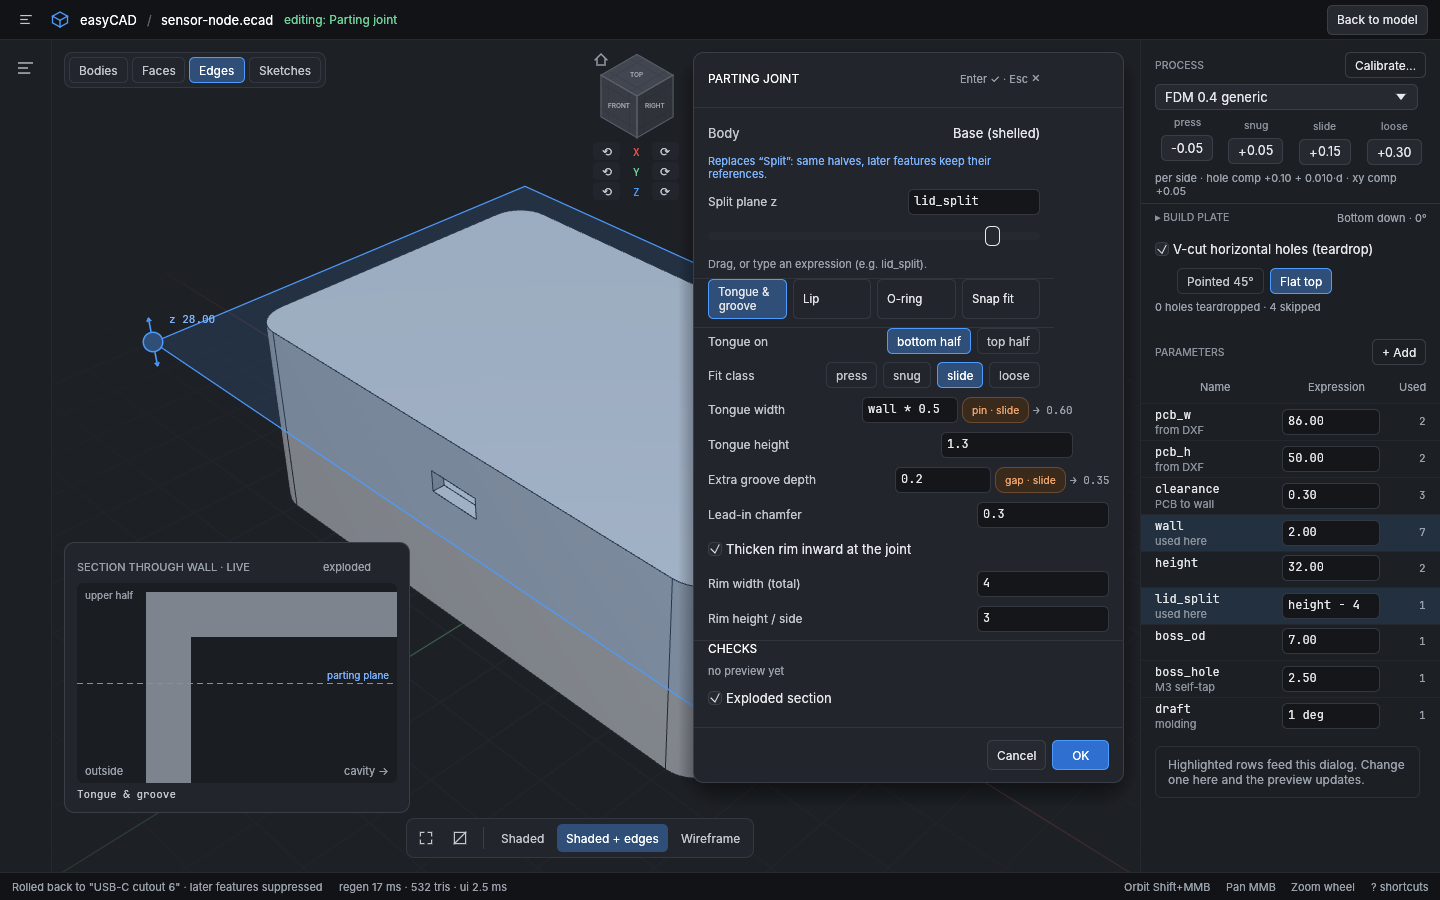 easyCAD / sensor-node.ecad editing: Parting joint
Back to model
Bodies Faces Edges Sketches
TOP
FRONT RIGHT
⟲ X ⟳
⟲ Y ⟳
⟲ Z ⟳
z 28.00
SECTION THROUGH WALL · LIVE exploded
upper half
parting plane
outside cavity →
Tongue & groove
Shaded Shaded + edges Wireframe
PARTING JOINT Enter ✓ · Esc ✕
Body Base (shelled)
Replaces “Split”: same halves, later features keep their
references.
Split plane z lid_split
Drag, or type an expression (e.g. lid_split).
Tongue &
groove
Lip O-ring Snap fit
Tongue on bottom half top half
Fit class press snug slide loose
Tongue width wall * 0.5 pin · slide → 0.60
Tongue height 1.3
Extra groove depth 0.2 gap · slide → 0.35
Lead-in chamfer 0.3
Thicken rim inward at the joint
Rim width (total) 4
Rim height / side 3
CHECKS
no preview yet
Exploded section
Cancel OK
PROCESS Calibrate...
FDM 0.4 generic
press snug slide loose
-0.05 +0.05 +0.15 +0.30
per side · hole comp +0.10 + 0.010·d · xy comp
+0.05
▸ BUILD PLATE Bottom down · 0°
V-cut horizontal holes (teardrop)
Pointed 45° Flat top
0 holes teardropped · 4 skipped
PARAMETERS + Add
Name Expression Used
pcb_w 86.00 2
from DXF
pcb_h 50.00 2
from DXF
clearance 0.30 3
PCB to wall
wall 2.00 7
used here
height 32.00 2
lid_split height - 4 1
used here
boss_od 7.00 1
boss_hole 2.50 1
M3 self-tap
draft 1 deg 1
molding
Highlighted rows feed this dialog. Change
one here and the preview updates.
Rolled back to "USB-C cutout 6" · later features suppressed regen 17 ms · 532 tris · ui 2.5 ms
Orbit Shift+MMB Pan MMB Zoom wheel ? shortcuts